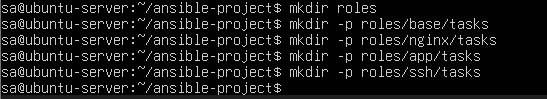 sa@ubuntu-server:~/ansible-project$ mkdir roles
sa@ubuntu-server:~/ansible-project$ mkdir -p roles/base/tasks
sa@ubuntu-server:~/ansible-project$ mkdir -p roles/nginx/tasks
sa@ubuntu-server:~/ansible-project$ mkdir -p roles/app/tasks
sa@ubuntu-server:~/ansible-project$ mkdir -p roles/ssh/tasks
sa@ubuntu-server:~/ansible-project$